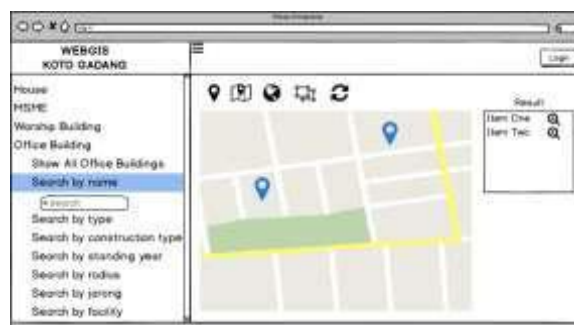 WEBGIS
KOTO GADANG
Login
House
MSME
Worship Building
Office Building
Show All Office Buildings
Search by name
search
Search by type
Search by construction type
Search by standing year
Search by radius
Search by jorong
Search by facility
Result
Item One
Item Two